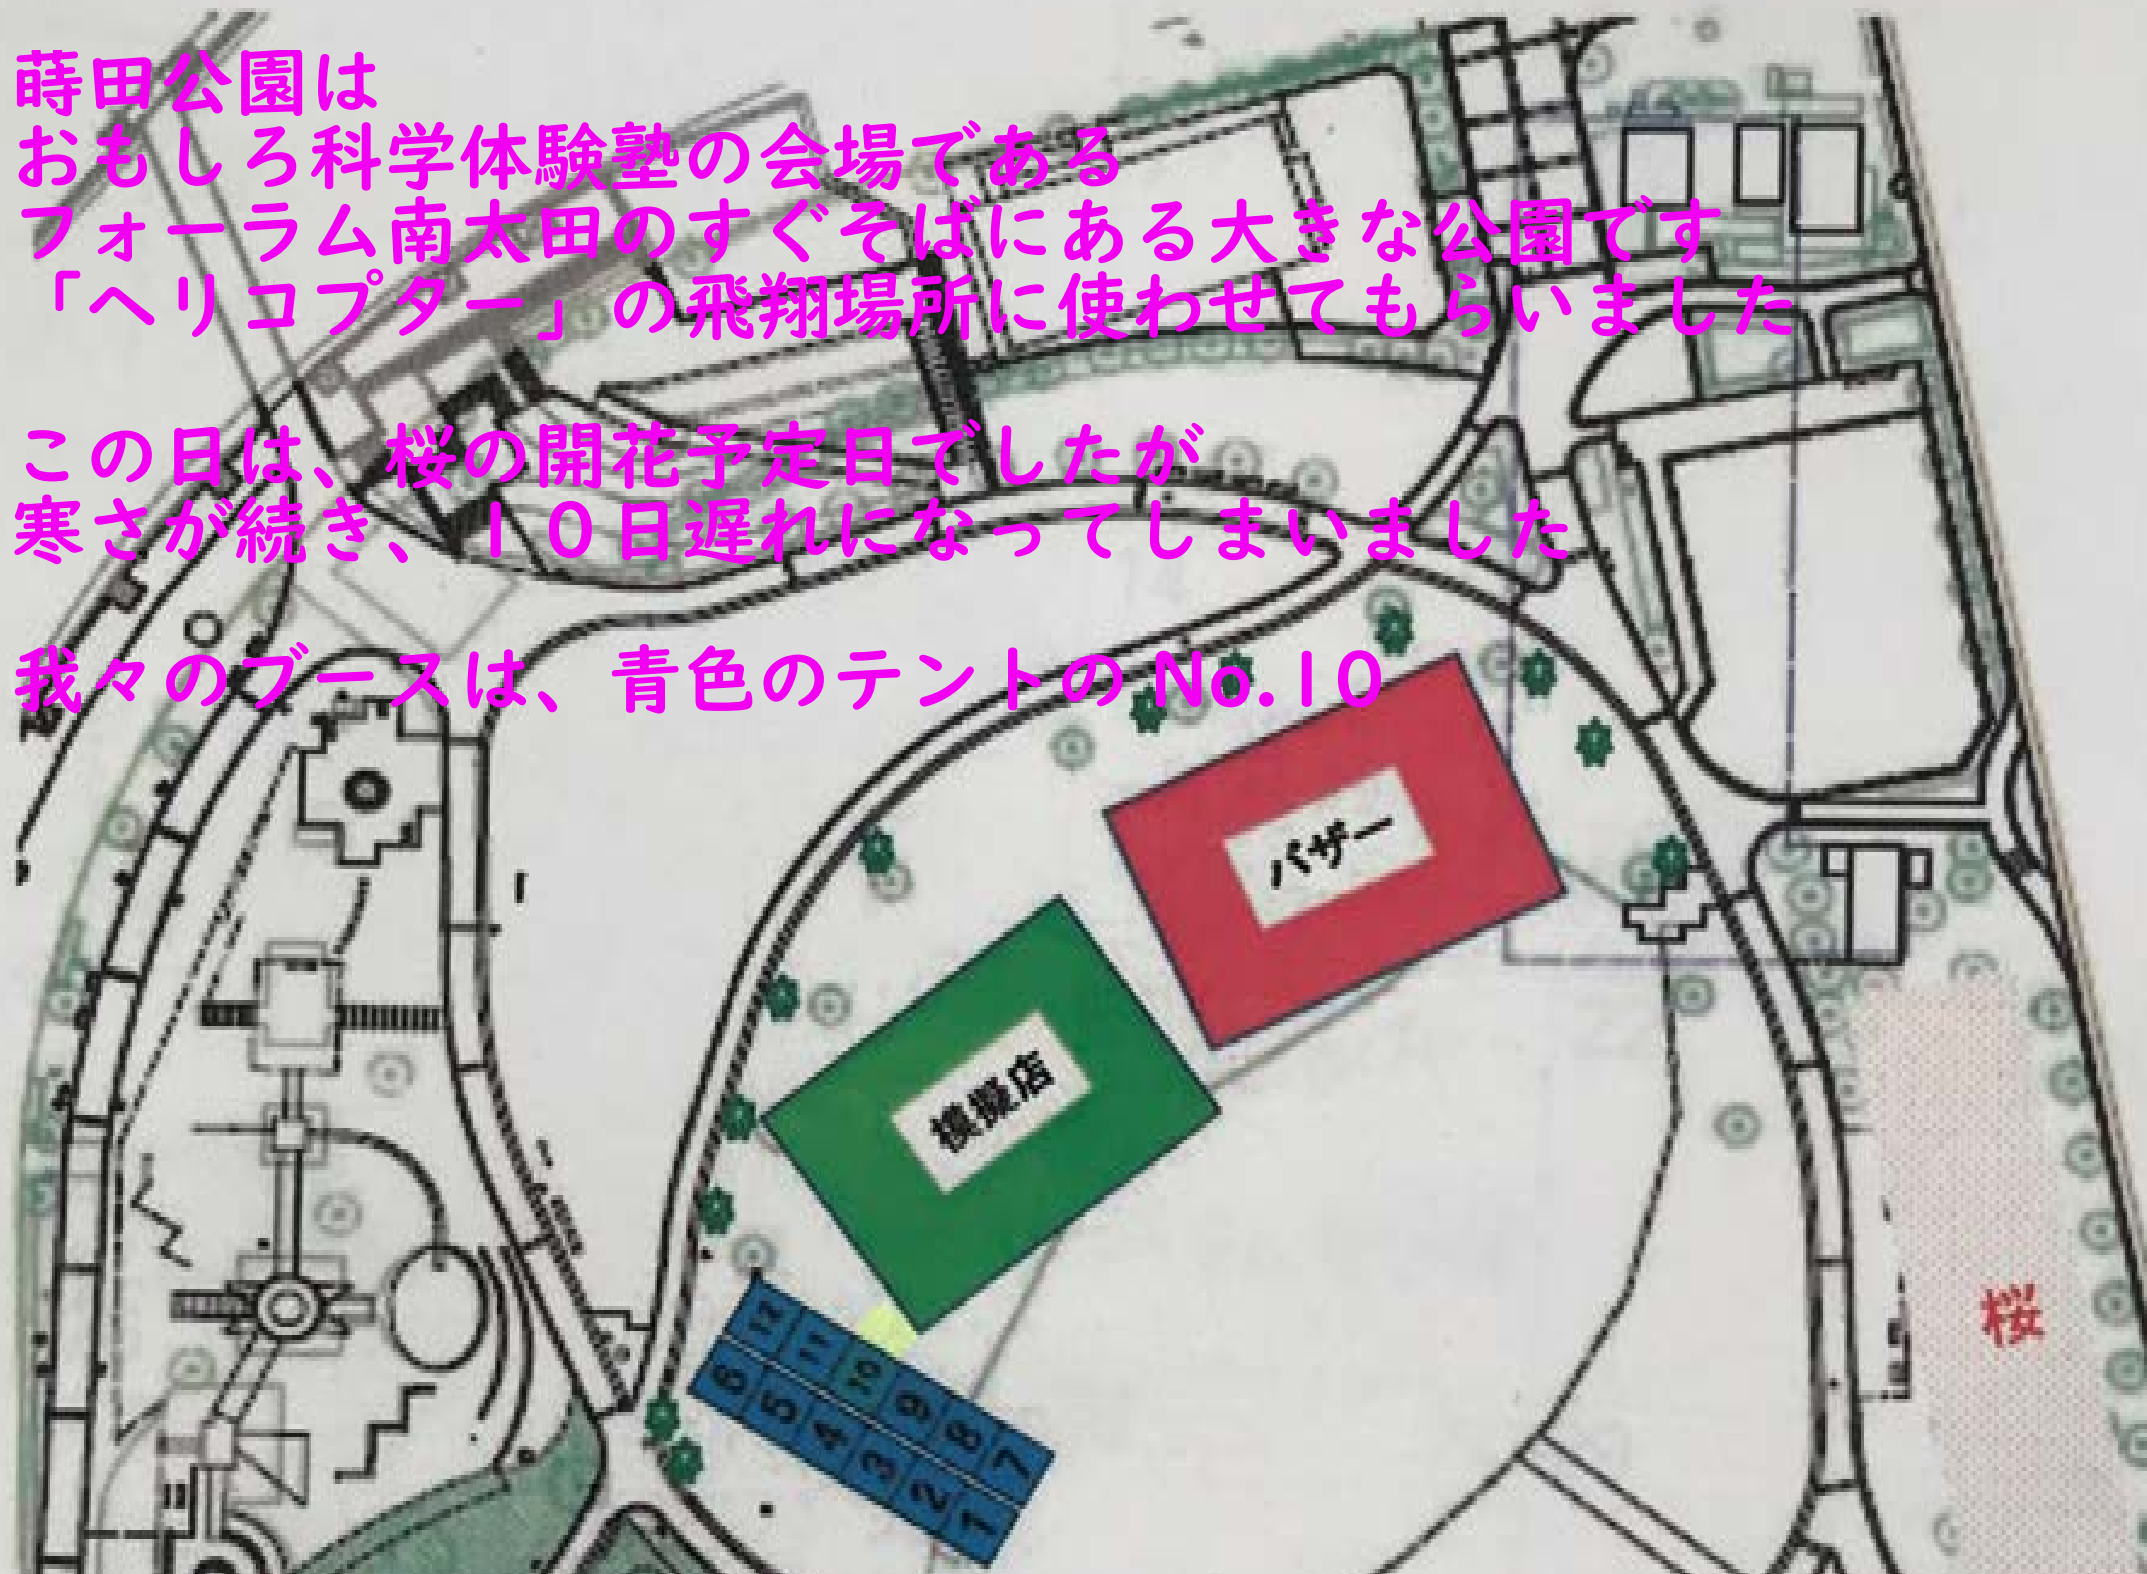 蒔田公園は
おもしろ科学体験塾の会場である
フォーラム南太田のすぐそばにある大きな公園です
「ヘリコプター」の飛翔場所に使わせてもらいました
この日は、桜の開花予定日でしたが
寒さが続き、１０日遅れになってしまいました
我々のブースは、青色のテントの No.10
バザー
模擬店
12 11 10 9 8 7
6 5 4 3 2 1
桜